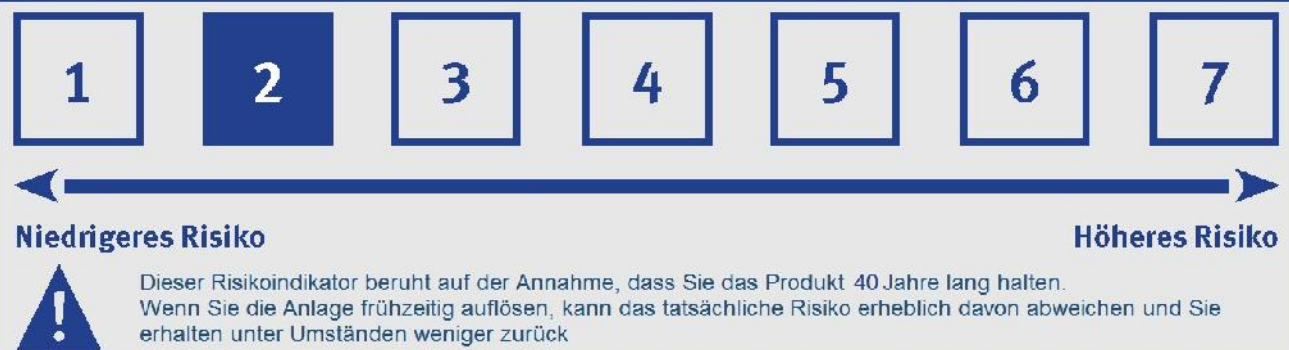 1 2 3 4 5 6 7
Niedrigeres Risiko Höheres Risiko
Dieser Risikoindikator beruht auf der Annahme, dass Sie das Produkt 40 Jahre lang halten.
Wenn Sie die Anlage frühzeitig auflösen, kann das tatsächliche Risiko erheblich davon abweichen und Sie
erhalten unter Umständen weniger zurück